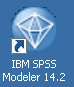 IBM SPSS
Modeler 14.2